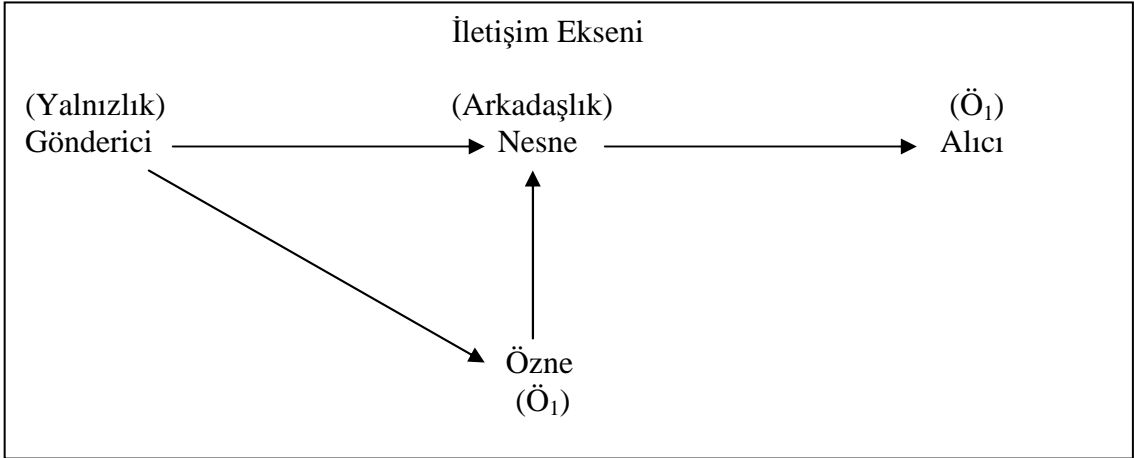 İletişim Ekseni
(Yalnızlık) (Arkadaşlık) (Ö₁)
Gönderici Nesne Alıcı
Özne
(Ö₁)